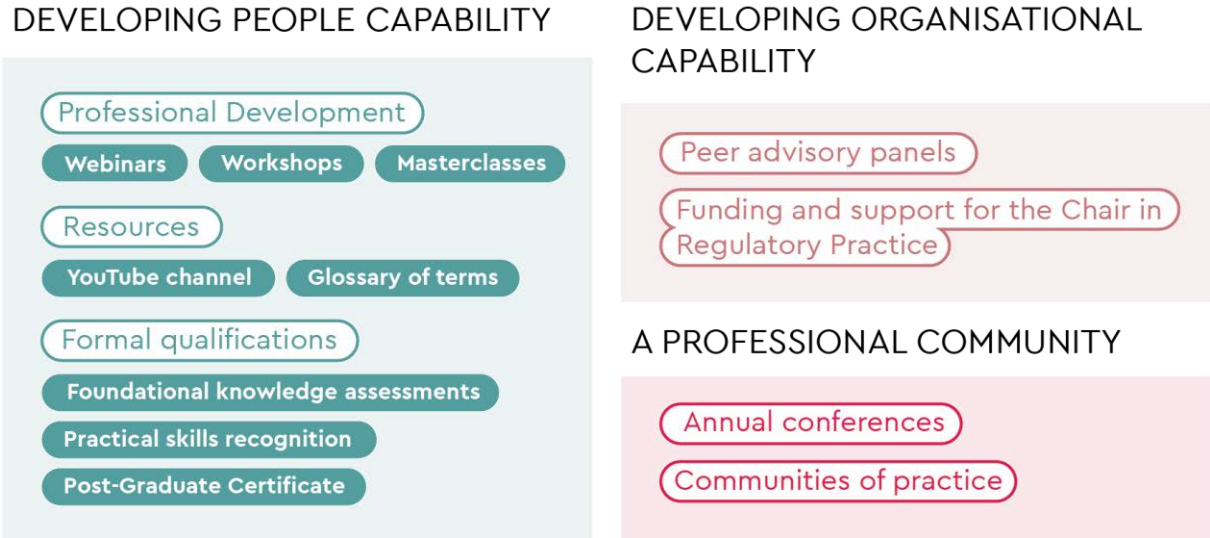 DEVELOPING PEOPLE CAPABILITY
Professional Development
Webinars
Workshops
Masterclasses
Resources
YouTube channel
Glossary of terms
Formal qualifications
Foundational knowledge assessments
Practical skills recognition
Post-Graduate Certificate
DEVELOPING ORGANISATIONAL
CAPABILITY
Peer advisory panels
Funding and support for the Chair in
Regulatory Practice
A PROFESSIONAL COMMUNITY
Annual conferences
Communities of practice